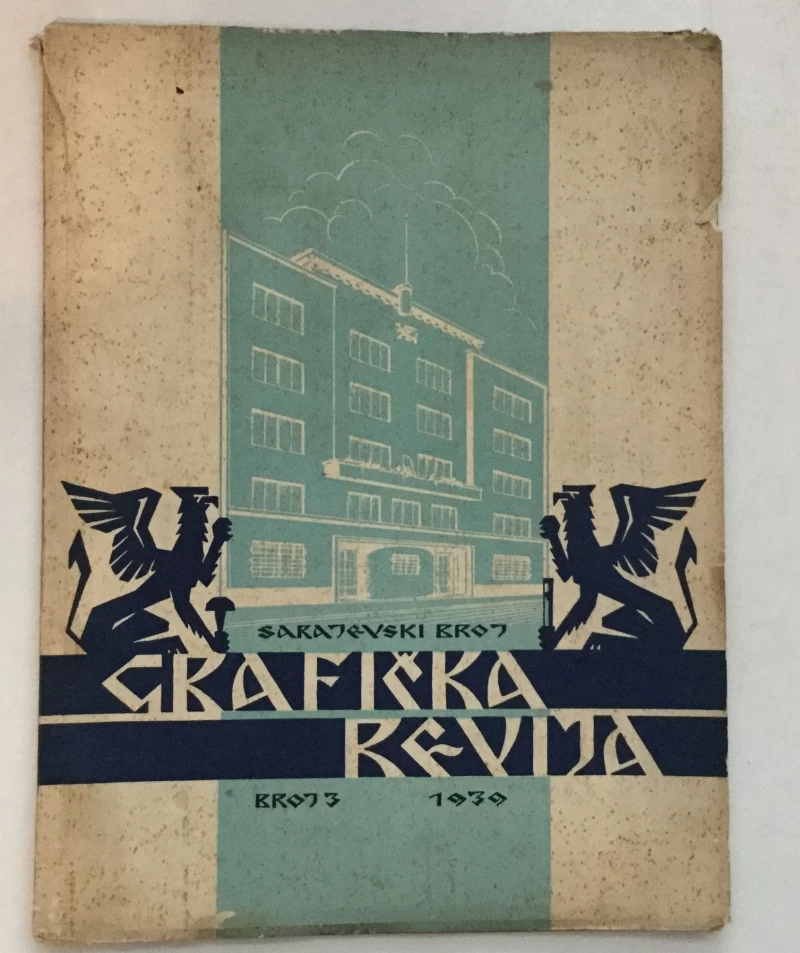 SARAJEVSKI BROJ
GRAFIČKA
REVIJA
BROJ 3 1939